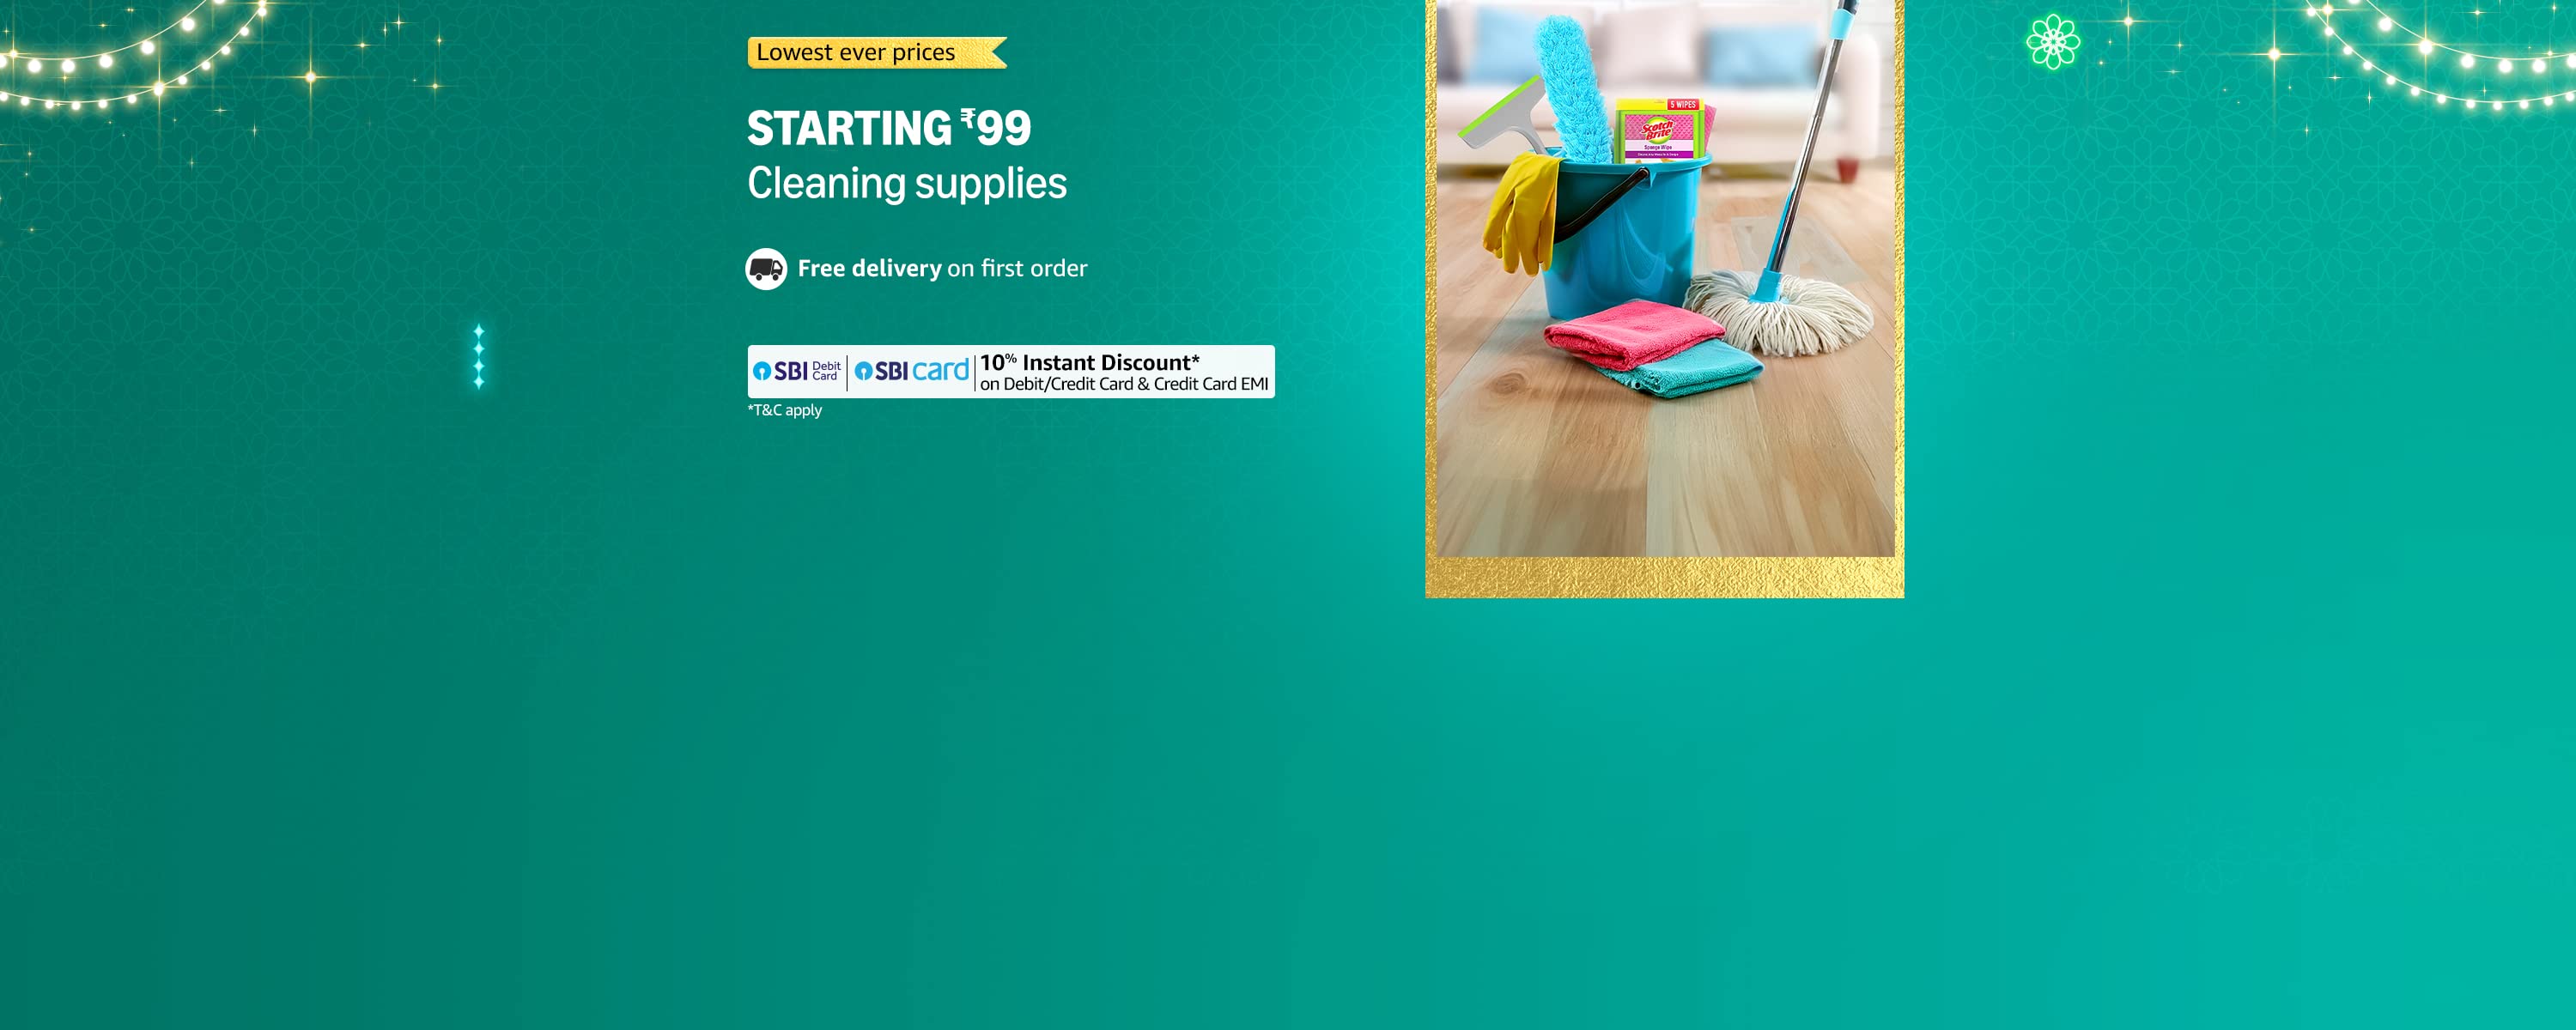 Lowest ever prices
STARTING ₹99
Cleaning supplies
Free delivery on first order
SBI Debit Card
SBI card
10% Instant Discount*
on Debit/Credit Card & Credit Card EMI
*T&C apply
5 WIPES
Scotch Brite
Sponge Wipe